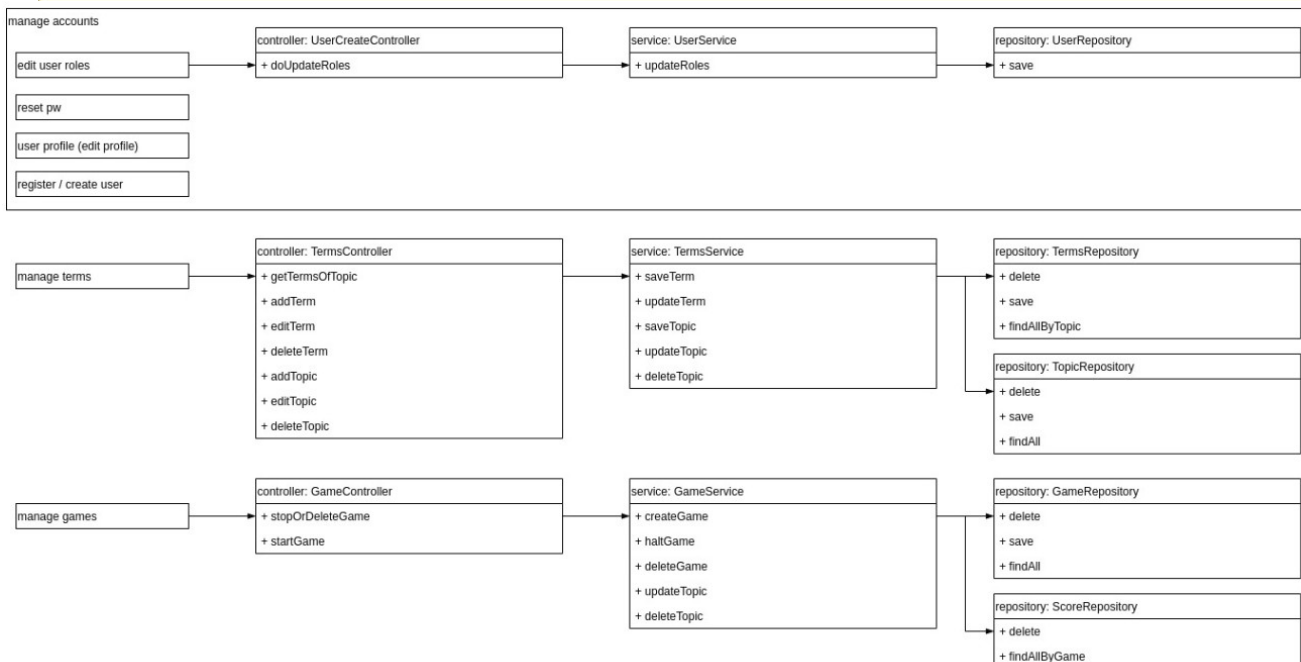 manage accounts
controller: UserCreateController
service: UserService
repository: UserRepository
edit user roles
+ doUpdateRoles
+ updateRoles
+ save
reset pw
user profile (edit profile)
register / create user
controller: TermsController
service: TermsService
repository: TermsRepository
manage terms
+ getTermsOfTopic
+ addTerm
+ editTerm
+ deleteTerm
+ addTopic
+ editTopic
+ deleteTopic
+ saveTerm
+ updateTerm
+ saveTopic
+ updateTopic
+ deleteTopic
+ delete
+ save
+ findAllByTopic
repository: TopicRepository
+ delete
+ save
+ findAll
controller: GameController
service: GameService
repository: GameRepository
manage games
+ stopOrDeleteGame
+ startGame
+ createGame
+ haltGame
+ deleteGame
+ updateTopic
+ deleteTopic
+ delete
+ save
+ findAll
repository: ScoreRepository
+ delete
+ findAllByGame